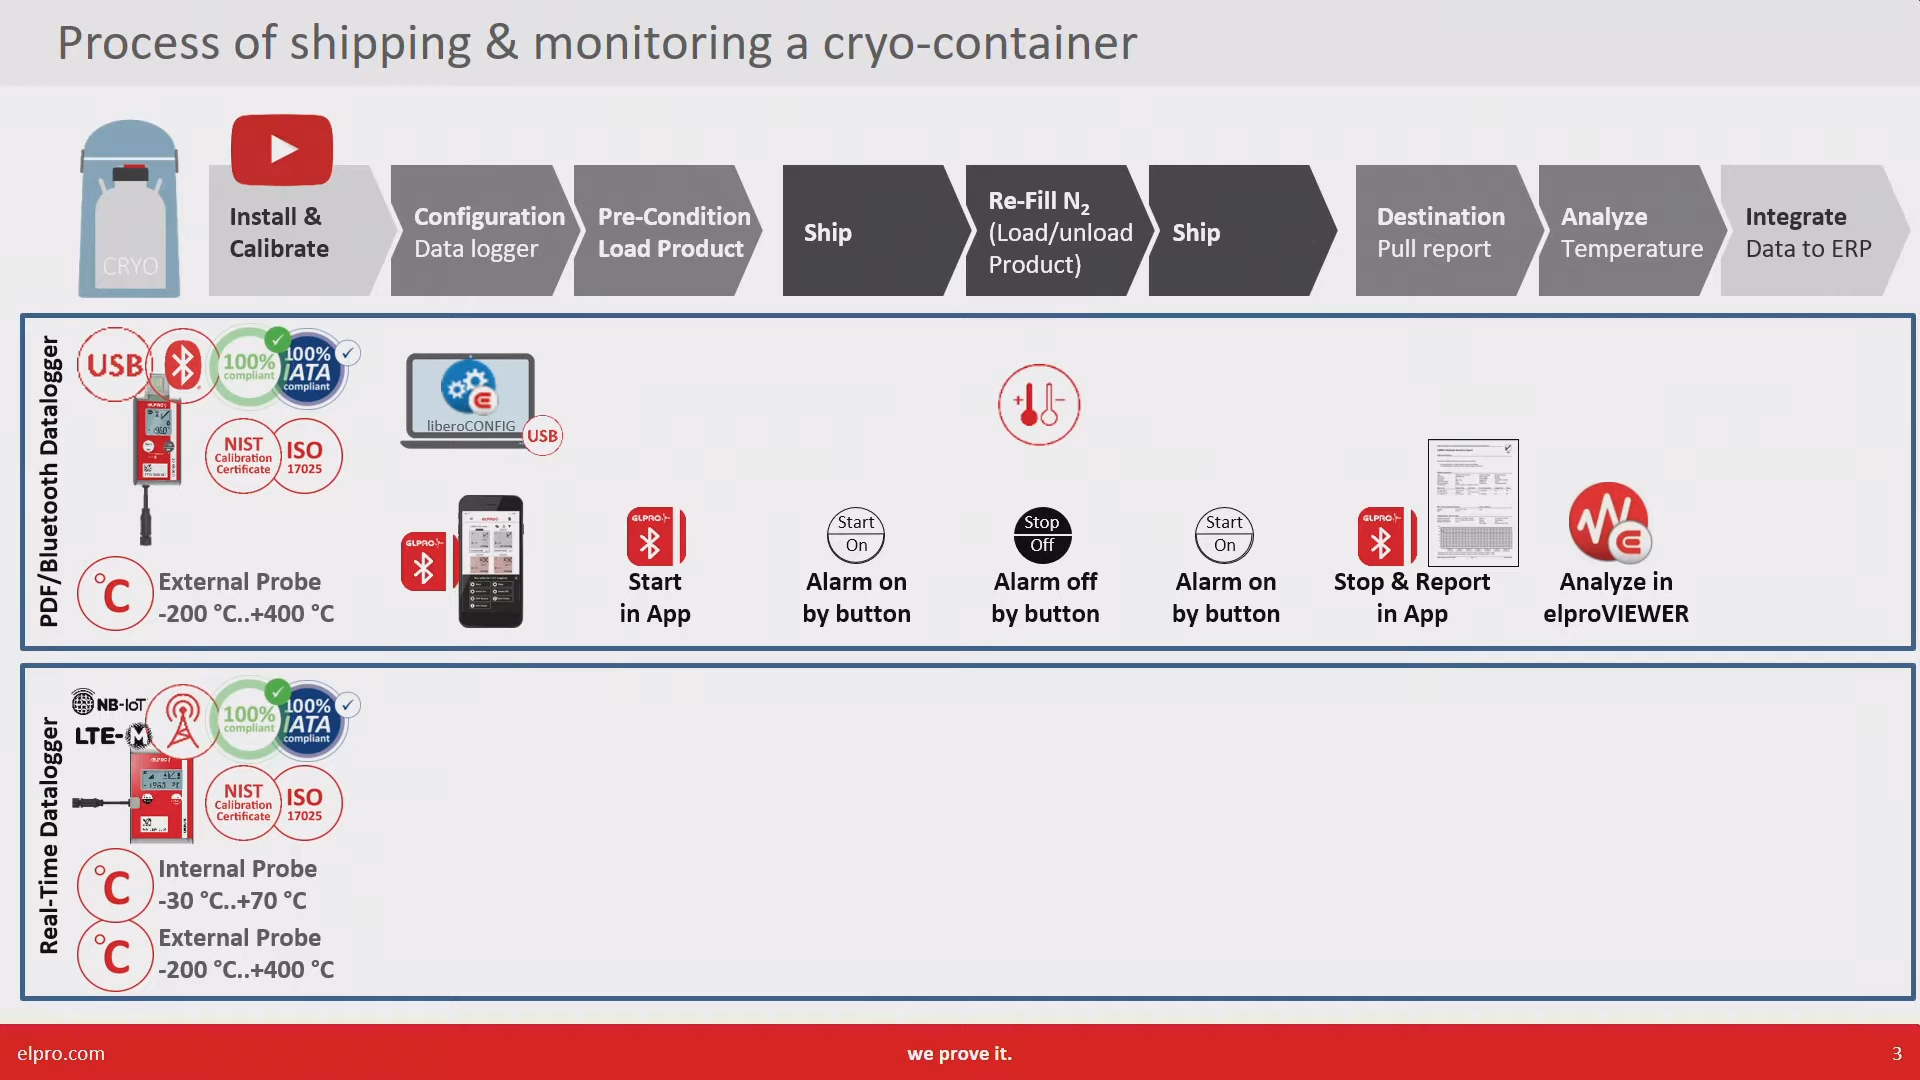 Process of shipping & monitoring a cryo-container
CRYO
Install &
Calibrate
Configuration
Data logger
Pre-Condition
Load Product
Ship
Re-Fill N2
(Load/unload
Product)
Ship
Destination
Pull report
Analyze
Temperature
Integrate
Data to ERP
PDF/Bluetooth Datalogger
USB
100%
compliant
100%
IATA
compliant
NIST
Calibration
Certificate
ISO
17025
°C
External Probe
-200 °C..+400 °C
liberoCONFIG
USB
ELPRO
ELPRO
Start
in App
Start
On
Alarm on
by button
+ -
Stop
Off
Alarm off
by button
Start
On
Alarm on
by button
ELPRO
Stop & Report
in App
Analyze in
elproVIEWER
Real-Time Datalogger
NB-IoT
LTE-M
100%
compliant
100%
IATA
compliant
NIST
Calibration
Certificate
ISO
17025
°C
Internal Probe
-30 °C..+70 °C
°C
External Probe
-200 °C..+400 °C
elpro.com
we prove it.
3